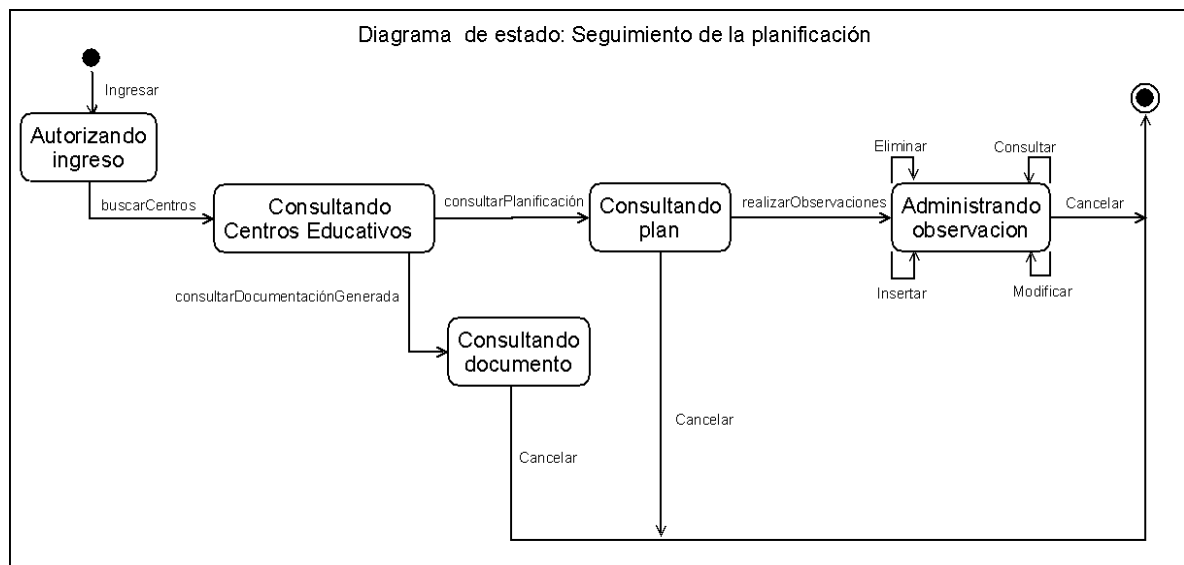 Diagrama de estado: Seguimiento de la planificación
Ingresar
Autorizando
ingreso
buscarCentros
Consultando
Centros Educativos
consultarPlanificación
Consultando
plan
realizarObservaciones
Eliminar
Consultar
Administrando
observacion
Cancelar
Insertar
Modificar
consultarDocumentaciónGenerada
Consultando
documento
Cancelar
Cancelar